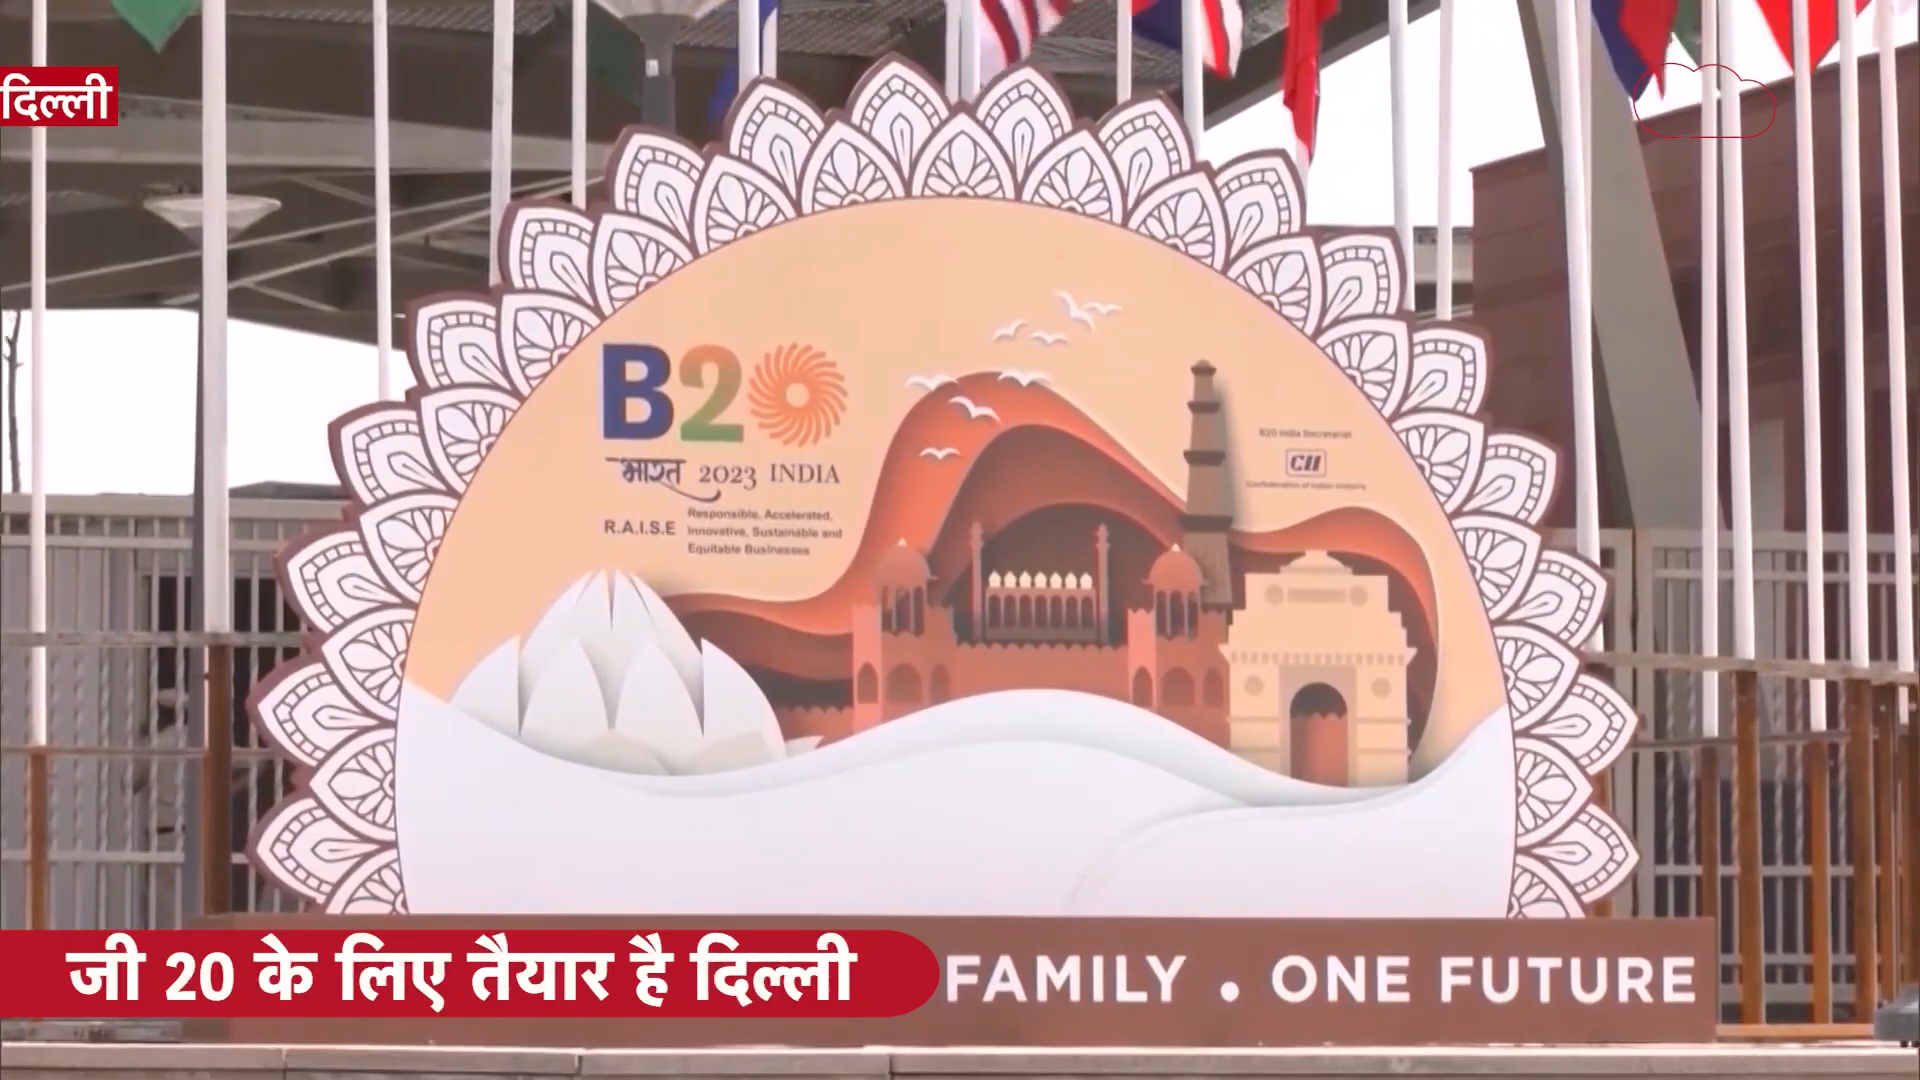 दिल्ली
B20
भारत 2023 INDIA
R.A.I.S.E
Responsible, Accelerated,
Innovative, Sustainable and
Equitable Businesses
B20 India Secretariat
CII
Confederation of Indian Industry
जी 20 के लिए तैयार है दिल्ली
FAMILY . ONE FUTURE